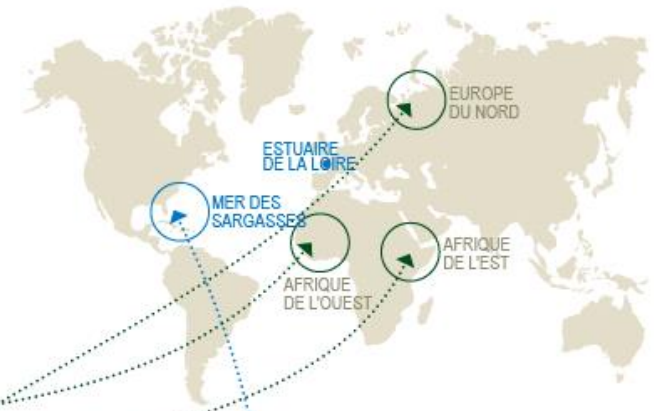 EUROPE
DU NORD
ESTUAIRE
DE LA LOIRE
MER DES
SARGASSES
AFRIQUE
DE L'EST
AFRIQUE
DE L'OUEST